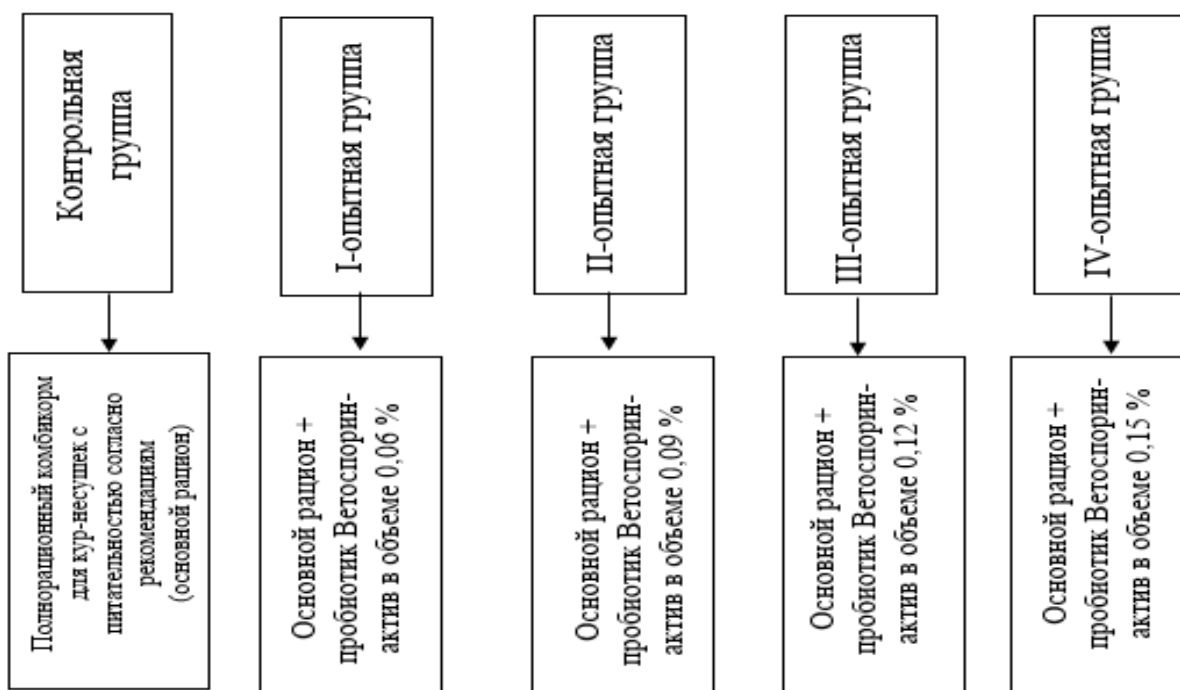 Контрольная
группа
Полнорационный комбикорм
для кур-несушек с
питательностью согласно
рекомендациям
(основной рацион)
I-опытная группа
Основной рацион +
пробиотик Ветоспорин-
актив в объеме 0,06 %
II-опытная группа
Основной рацион +
пробиотик Ветоспорин-
актив в объеме 0,09 %
III-опытная группа
Основной рацион +
пробиотик Ветоспорин-
актив в объеме 0,12 %
IV-опытная группа
Основной рацион +
пробиотик Ветоспорин-
актив в объеме 0,15 %